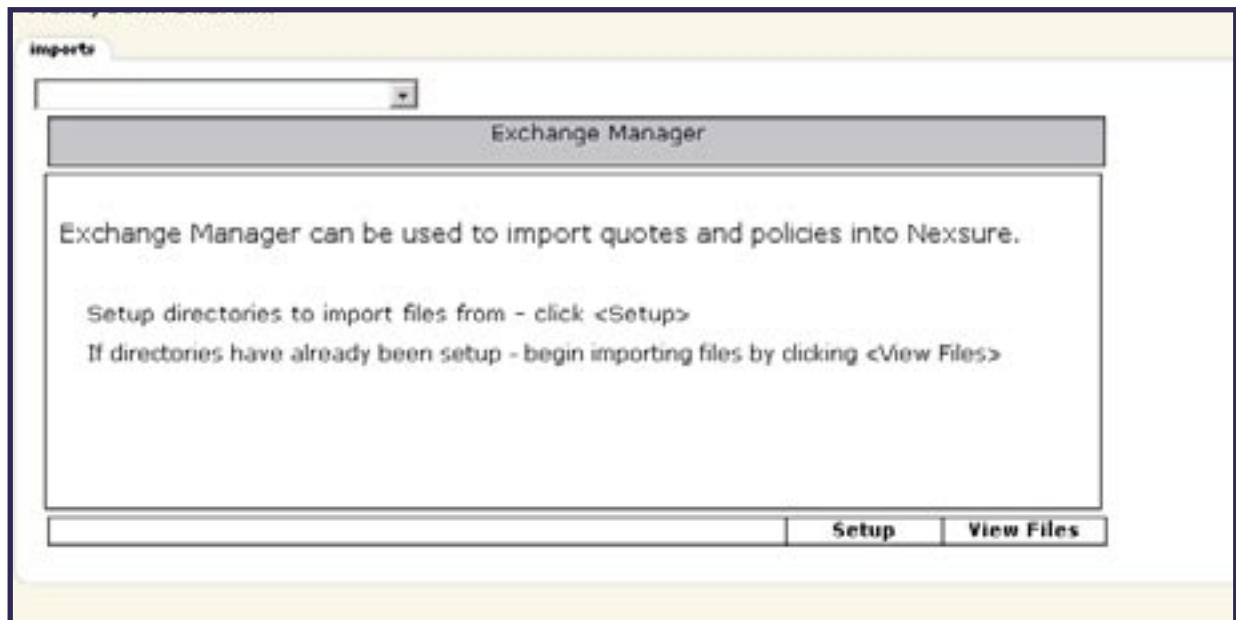 imports
Exchange Manager
Exchange Manager can be used to import quotes and policies into Nexsure.
Setup directories to import files from - click <Setup>
If directories have already been setup - begin importing files by clicking <View Files>
Setup View Files